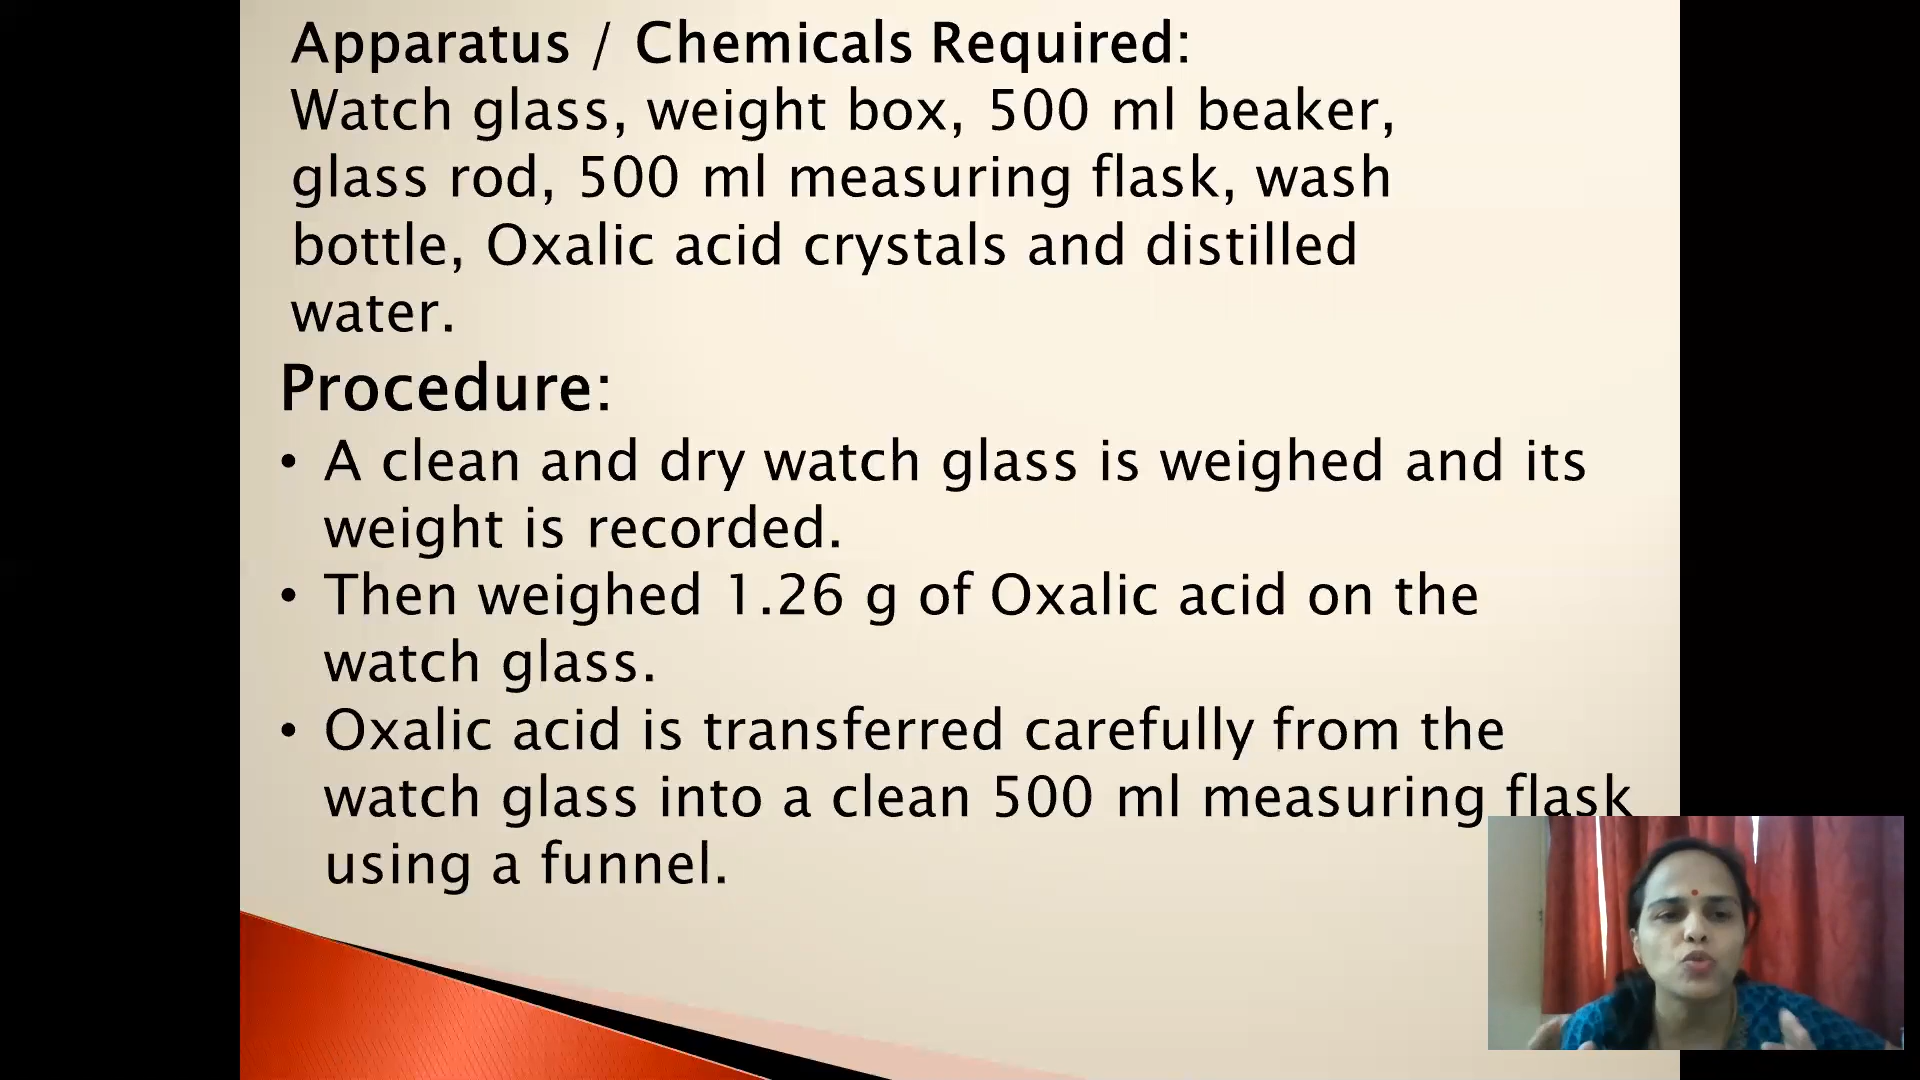 Apparatus / Chemicals Required:
Watch glass, weight box, 500 ml beaker,
glass rod, 500 ml measuring flask, wash
bottle, Oxalic acid crystals and distilled
water.
Procedure:
• A clean and dry watch glass is weighed and its
weight is recorded.
• Then weighed 1.26 g of Oxalic acid on the
watch glass.
• Oxalic acid is transferred carefully from the
watch glass into a clean 500 ml measuring flask
using a funnel.